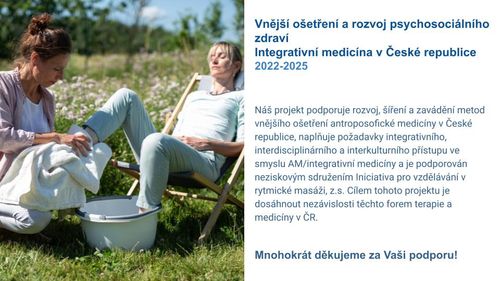 Vnější ošetření a rozvoj psychosociálního
zdraví
Integrativní medicína v České republice
2022-2025
Náš projekt podporuje rozvoj, šíření a zavádění metod
vnějšího ošetření antroposofické medicíny v České
republice, naplňuje požadavky integrativního,
interdisciplinárního a interkulturního přístupu ve
smyslu AM/integrativní medicíny a je podporován
neziskovým sdružením Iniciativa pro vzdělávání v
rytmické masáži, z.s. Cílem tohoto projektu je
dosáhnout nezávislosti těchto forem terapie a
medicíny v ČR.
Mnohokrát děkujeme za Vaši podporu!